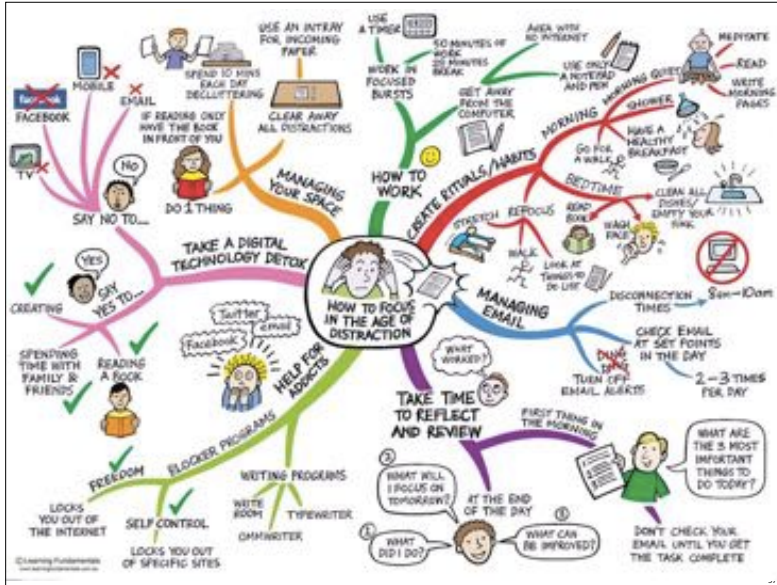 HOW TO FOCUS
IN THE AGE OF
DISTRACTION
HOW TO
WORK
USE
A TIMER
50 MINUTES OF
WORK
BREAK
WORK IN
FOCUSED
BURSTS
GET AWAY
FROM THE
COMPUTER
AREA WITH
NO INTERNET
USE ONLY
A NOTEPAD
AND PEN
CREATE RITUALS/HABITS
MORNING
MORNING QUIET
MEDITATE
READ
WRITE
MORNING
PAGES
SHOWER
HAVE A
HEALTHY
BREAKFAST
GO FOR
A WALK
BEDTIME
READ
BOOK
WASH
FACE
CLEAN ALL
DISHES/
EMPTY YOUR
SINK
REFOCUS
STRETCH
WALK
LOOK AT
THINGS TO
DO LIST
MANAGING
EMAIL
DISCONNECTION
TIMES
8am-10am
CHECK EMAIL
AT SET POINTS
IN THE DAY
2-3 TIMES
PER DAY
DING
DING
TURN OFF
EMAIL ALERTS
TAKE TIME
TO REFLECT
AND REVIEW
WHAT
WORKED?
FIRST THING IN
THE MORNING
WHAT ARE
THE 3 MOST
IMPORTANT
THINGS TO
DO TODAY?
DON'T CHECK YOUR
EMAIL UNTIL YOU GET
THE TASK COMPLETE
AT THE END
OF THE DAY
WHAT
DID I DO?
WHAT CAN
BE IMPROVED?
WHAT WILL
I FOCUS ON
TOMORROW?
HELP FOR
ADDICTS
Twitter
email
Facebook
BLOCKER PROGRAMS
FREEDOM
LOCKS
YOU OUT OF
THE INTERNET
SELF CONTROL
LOCKS YOU OUT
OF SPECIFIC SITES
WRITING PROGRAMS
WRITE
ROOM
OMMWRITER
TYPEWRITER
TAKE A DIGITAL
TECHNOLOGY DETOX
NO
SAY NO TO....
TV
FACEBOOK
MOBILE
EMAIL
YES
SAY
YES TO....
CREATING
SPENDING
TIME WITH
FAMILY &
FRIENDS
READING
A BOOK
MANAGING
YOUR SPACE
DO 1 THING
IF READING ONLY
HAVE THE BOOK
IN FRONT OF YOU
SPEND 10 MINS
EACH DAY
DECLUTTERING
USE AN INTRAY
FOR INCOMING
PAPER
CLEAR AWAY
ALL DISTRACTIONS
© Learning Fundamentals